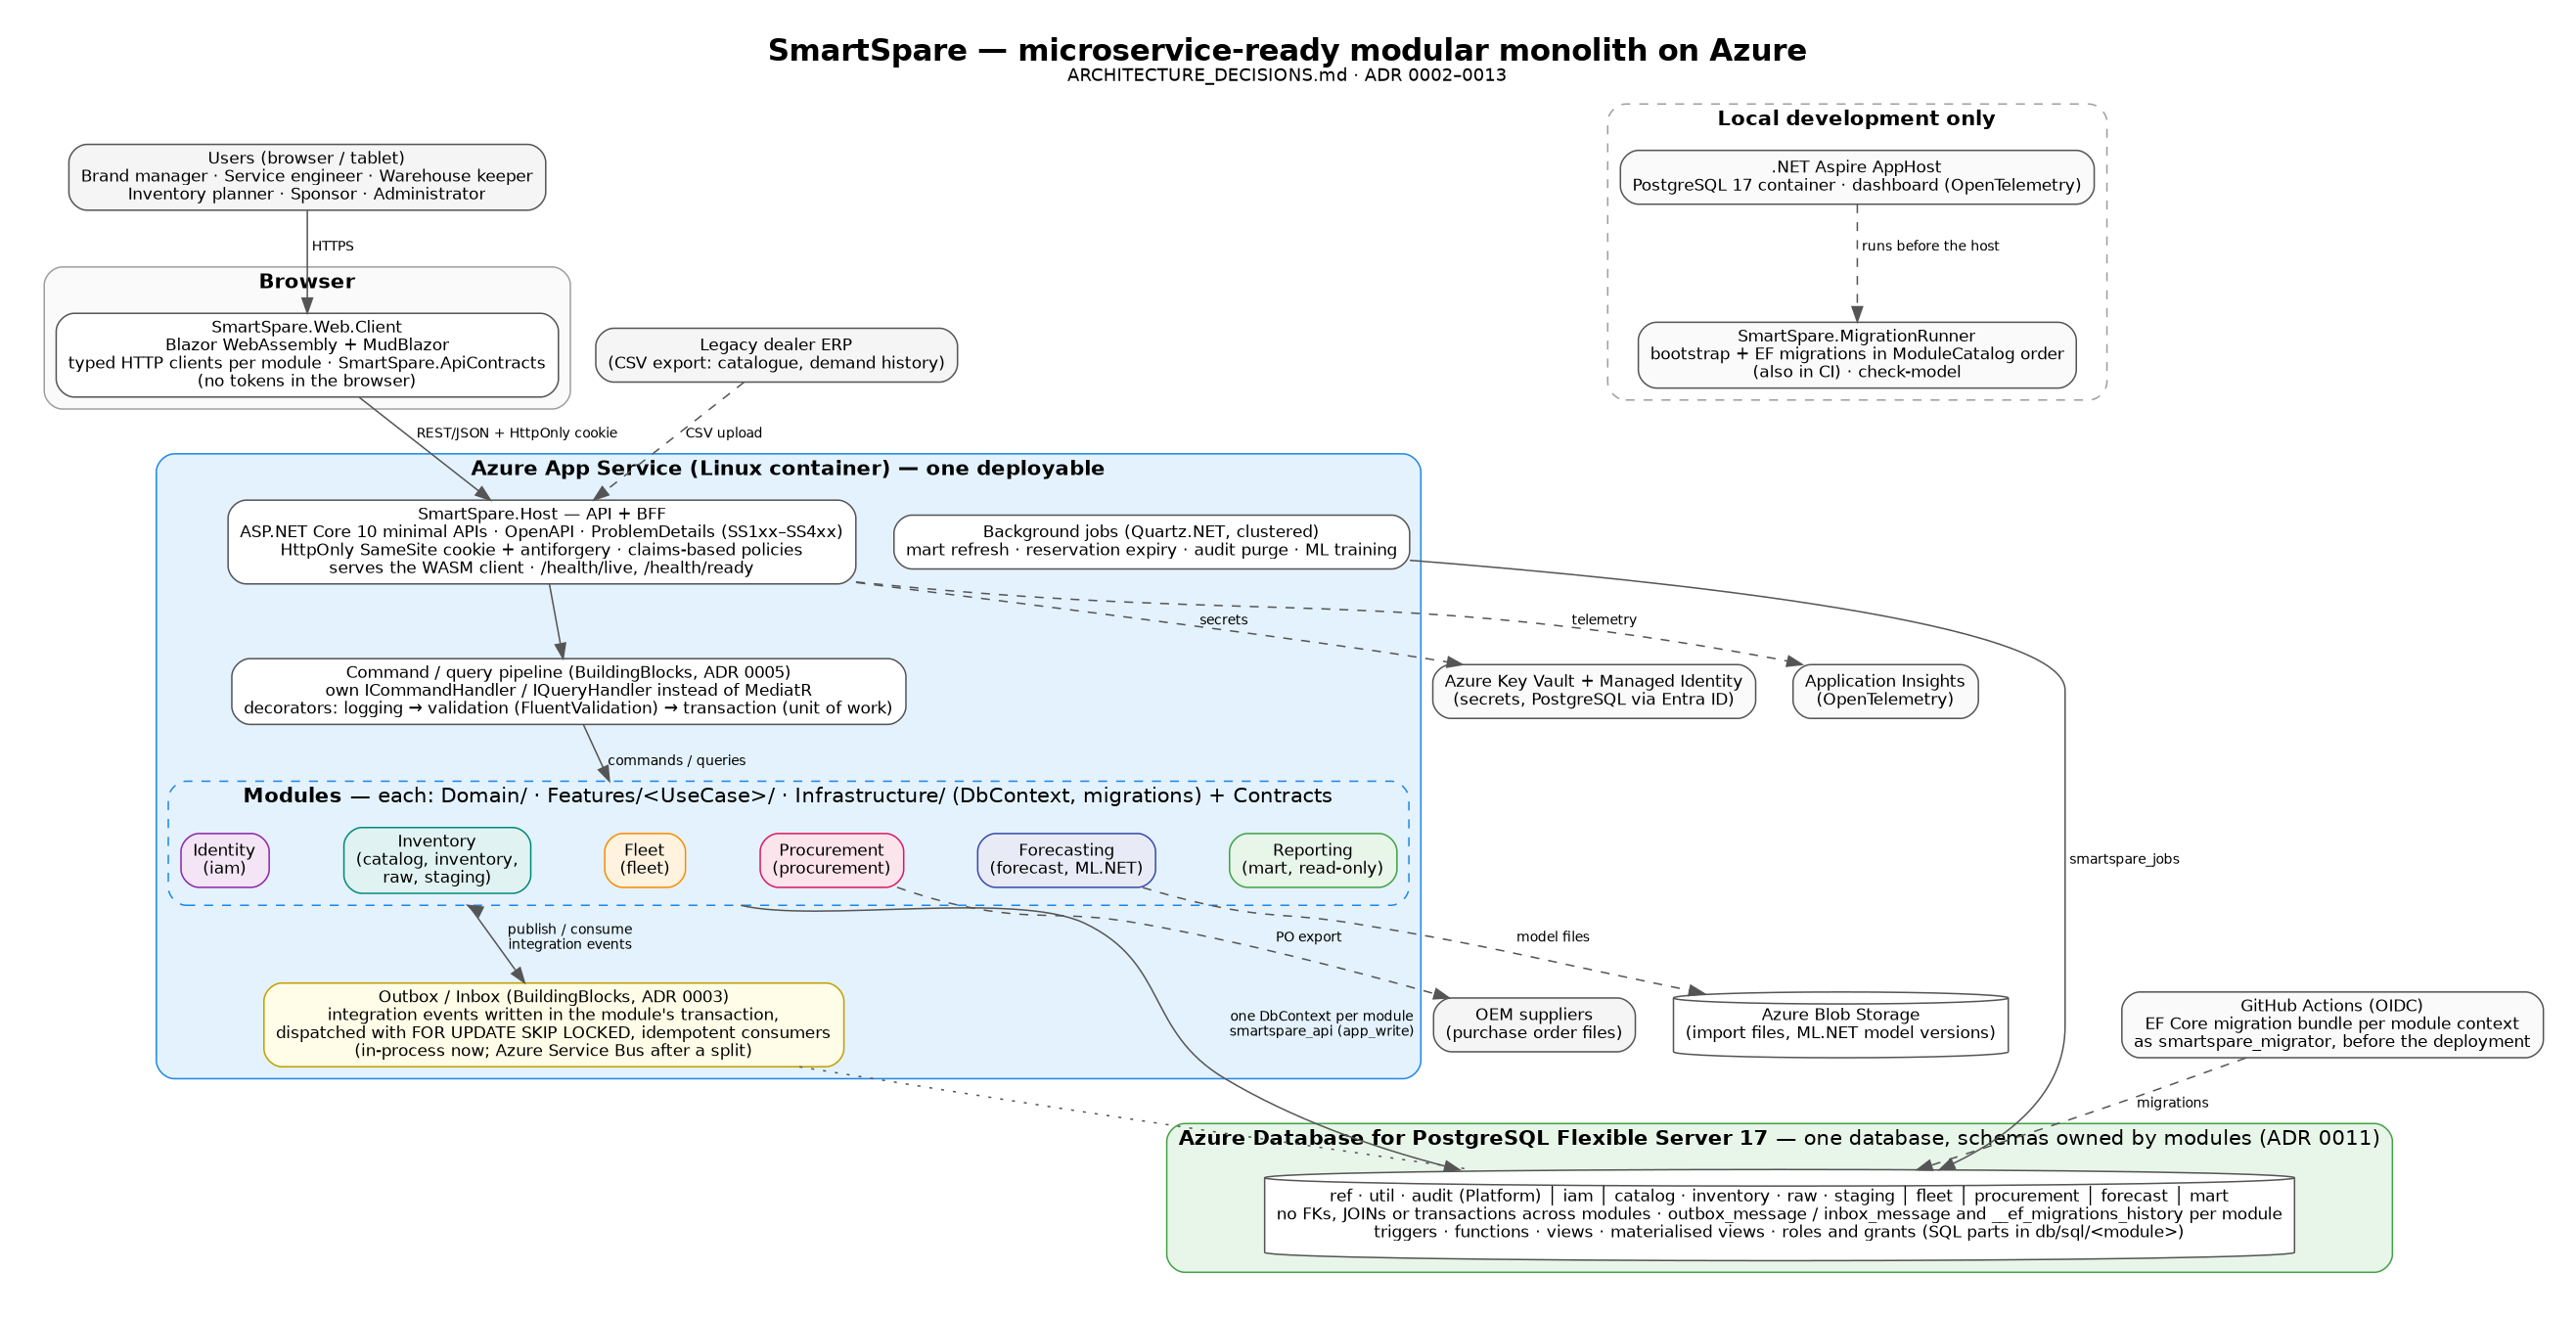 SmartSpare — microservice-ready modular monolith on Azure
ARCHITECTURE_DECISIONS.md · ADR 0002–0013
Local development only
.NET Aspire AppHost
PostgreSQL 17 container · dashboard (OpenTelemetry)
runs before the host
SmartSpare.MigrationRunner
bootstrap + EF migrations in ModuleCatalog order
(also in CI) · check-model
Users (browser / tablet)
Brand manager · Service engineer · Warehouse keeper
Inventory planner · Sponsor · Administrator
HTTPS
Browser
SmartSpare.Web.Client
Blazor WebAssembly + MudBlazor
typed HTTP clients per module · SmartSpare.ApiContracts
(no tokens in the browser)
Legacy dealer ERP
(CSV export: catalogue, demand history)
REST/JSON + HttpOnly cookie
CSV upload
Azure App Service (Linux container) — one deployable
SmartSpare.Host — API + BFF
ASP.NET Core 10 minimal APIs · OpenAPI · ProblemDetails (SS1xx–SS4xx)
HttpOnly SameSite cookie + antiforgery · claims-based policies
serves the WASM client · /health/live, /health/ready
Background jobs (Quartz.NET, clustered)
mart refresh · reservation expiry · audit purge · ML training
secrets
telemetry
Command / query pipeline (BuildingBlocks, ADR 0005)
own ICommandHandler / IQueryHandler instead of MediatR
decorators: logging → validation (FluentValidation) → transaction (unit of work)
Azure Key Vault + Managed Identity
(secrets, PostgreSQL via Entra ID)
Application Insights
(OpenTelemetry)
commands / queries
Modules — each: Domain/ · Features/<UseCase>/ · Infrastructure/ (DbContext, migrations) + Contracts
Identity
(iam)
Inventory
(catalog, inventory,
raw, staging)
Fleet
(fleet)
Procurement
(procurement)
Forecasting
(forecast, ML.NET)
Reporting
(mart, read-only)
smartspare_jobs
publish / consume
integration events
PO export
model files
Outbox / Inbox (BuildingBlocks, ADR 0003)
integration events written in the module's transaction,
dispatched with FOR UPDATE SKIP LOCKED, idempotent consumers
(in-process now; Azure Service Bus after a split)
one DbContext per module
smartspare_api (app_write)
OEM suppliers
(purchase order files)
Azure Blob Storage
(import files, ML.NET model versions)
GitHub Actions (OIDC)
EF Core migration bundle per module context
as smartspare_migrator, before the deployment
migrations
Azure Database for PostgreSQL Flexible Server 17 — one database, schemas owned by modules (ADR 0011)
ref · util · audit (Platform) │ iam │ catalog · inventory · raw · staging │ fleet │ procurement │ forecast │ mart
no FKs, JOINs or transactions across modules · outbox_message / inbox_message and __ef_migrations_history per module
triggers · functions · views · materialised views · roles and grants (SQL parts in db/sql/<module>)